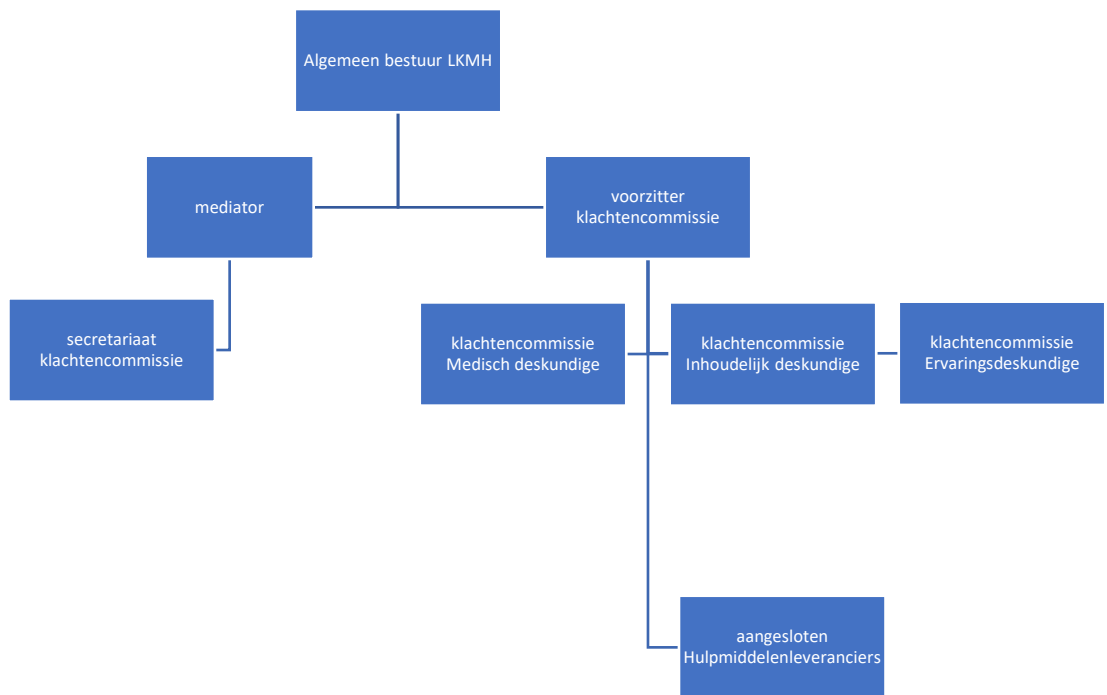 Algemeen bestuur LKMH
mediator
voorzitter
klachtencommissie
secretariaat
klachtencommissie
klachtencommissie
Medisch deskundige
klachtencommissie
Inhoudelijk deskundige
klachtencommissie
Ervaringsdeskundige
aangesloten
Hulpmiddelenleveranciers